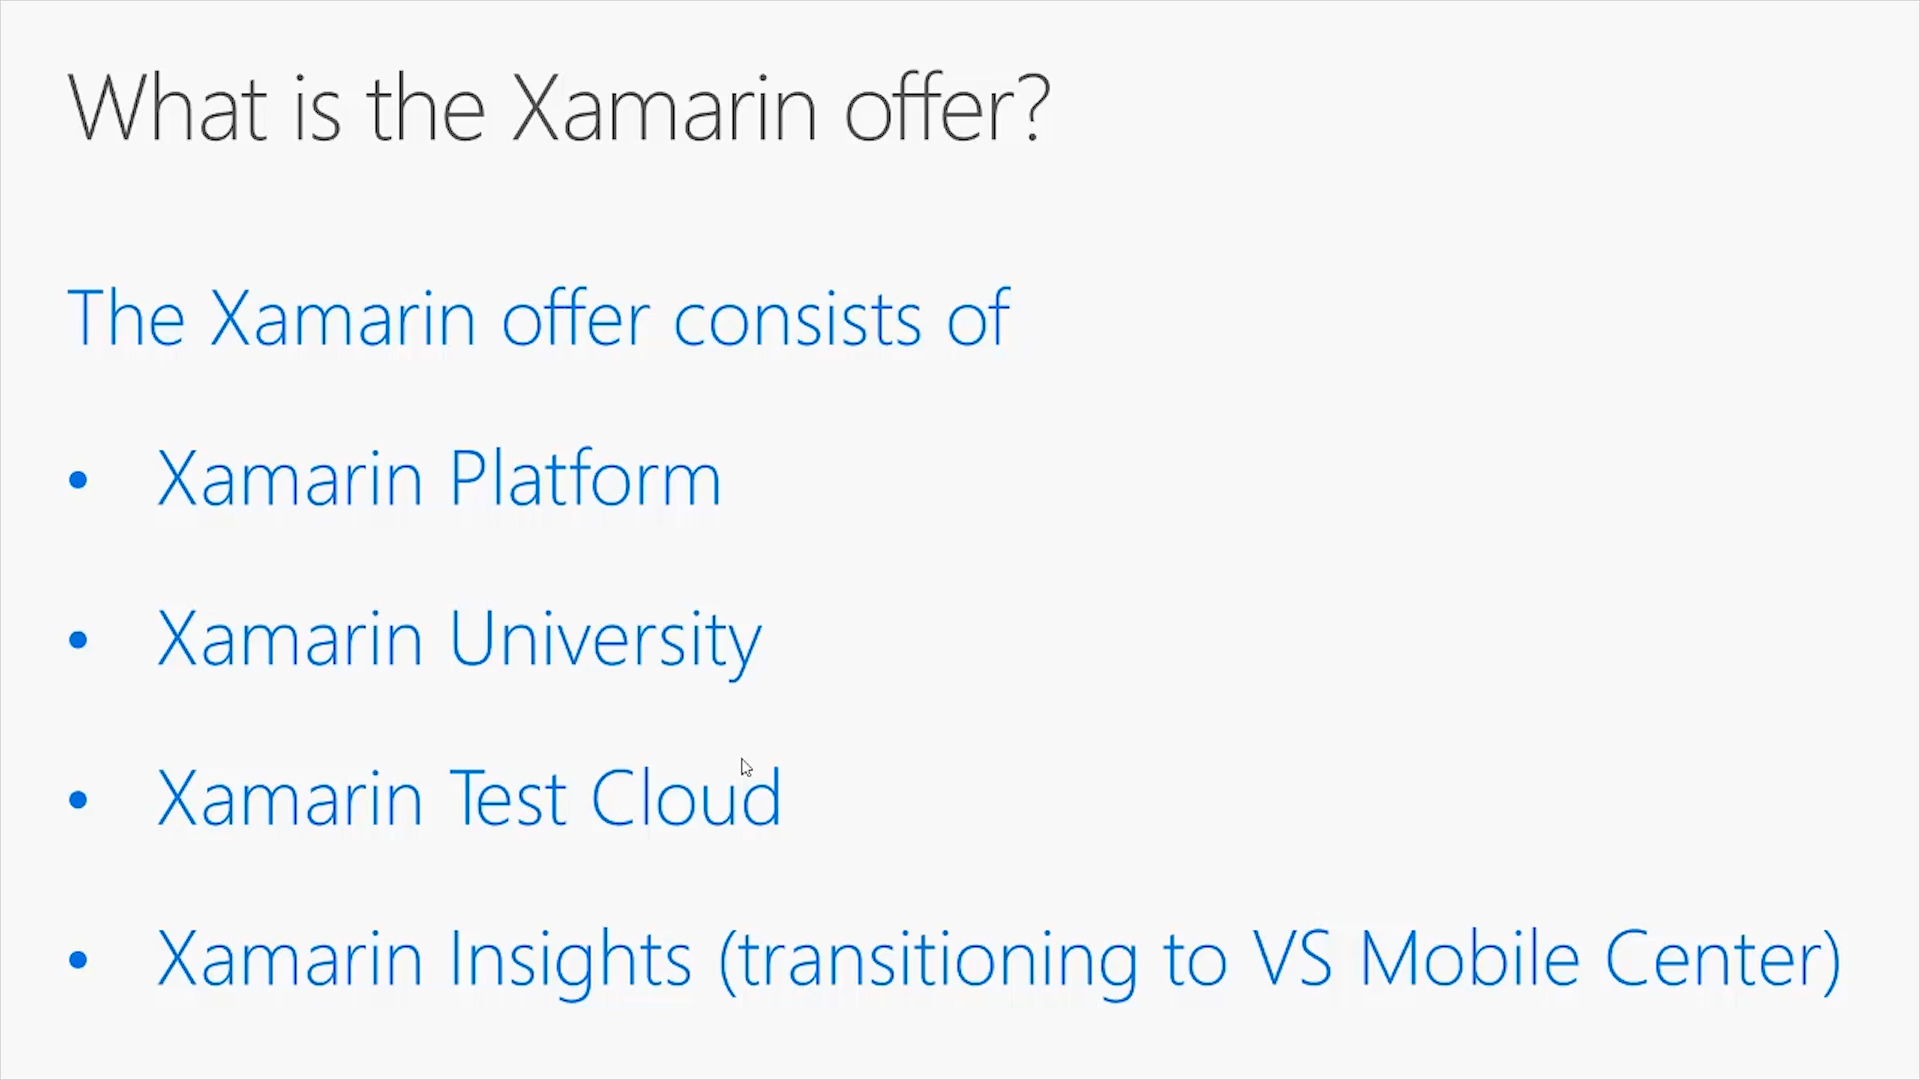 What is the Xamarin offer?
The Xamarin offer consists of
• Xamarin Platform
• Xamarin University
• Xamarin Test Cloud
• Xamarin Insights (transitioning to VS Mobile Center)